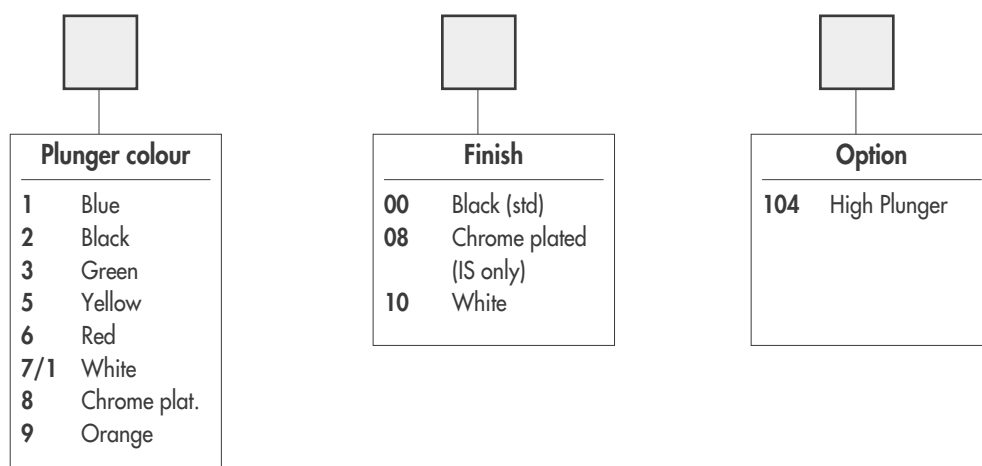 Plunger colour
1 Blue
2 Black
3 Green
5 Yellow
6 Red
7/1 White
8 Chrome plat.
9 Orange
Finish
00 Black (std)
08 Chrome plated
(IS only)
10 White
Option
104 High Plunger